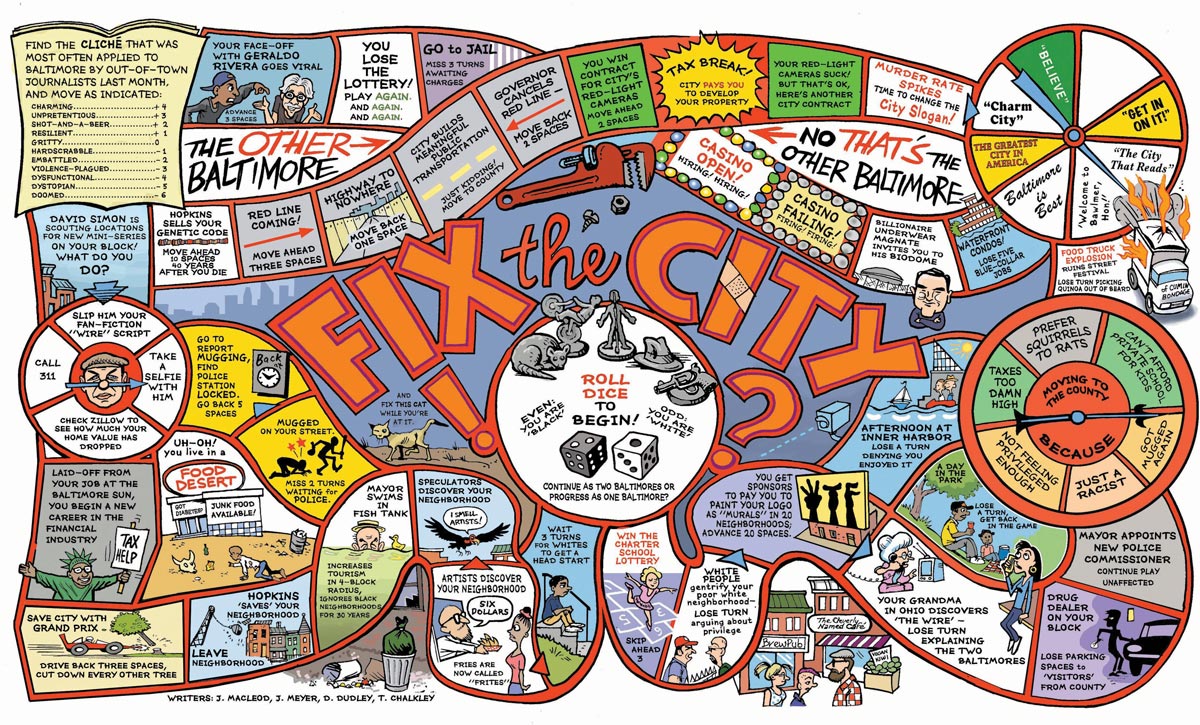 FIND THE CLICHÉ THAT WAS
MOST OFTEN APPLIED TO
BALTIMORE BY OUT-OF-TOWN
JOURNALISTS LAST MONTH,
AND MOVE AS INDICATED:
CHARMING + 4
UNPRETENTIOUS + 3
SHOT-AND-A-BEER + 2
RESILIENT + 1
GRITTY 0
HARDSCRABBLE - 1
EMBATTLED - 2
VIOLENCE-PLAGUED - 3
DYSFUNCTIONAL - 4
DYSTOPIAN - 5
DOOMED - 6
YOUR FACE-OFF
WITH GERALDO
RIVERA GOES VIRAL
ADVANCE
3 SPACES
YOU
LOSE
THE
LOTTERY!
PLAY AGAIN.
AND AGAIN.
AND AGAIN.
GO to JAIL
MISS 3 TURNS
AWAITING
CHARGES
CITY BUILDS
MEANINGFUL
PUBLIC
TRANSPORTATION
JUST KIDDING!
MOVE TO COUNTY
GOVERNOR
CANCELS
RED LINE –
MOVE BACK
2 SPACES
YOU WIN
CONTRACT
FOR CITY'S
RED-LIGHT
CAMERAS
MOVE AHEAD
2 SPACES
TAX BREAK!
CITY PAYS YOU
TO DEVELOP
YOUR PROPERTY
YOUR RED-LIGHT
CAMERAS SUCK!
BUT THAT'S OK,
HERE'S ANOTHER
CITY CONTRACT
MURDER RATE
SPIKES
TIME TO CHANGE THE
City Slogan!
"BELIEVE"
"GET IN
ON IT!"
"The City
That Reads"
'Welcome to
Bawlmer,
Hon!'
Baltimore
is Best
THE GREATEST
CITY IN
AMERICA
"Charm
City"
THE OTHER
BALTIMORE
NO THAT'S THE
OTHER BALTIMORE
DAVID SIMON IS
SCOUTING LOCATIONS
FOR NEW MINI-SERIES
ON YOUR BLOCK!
WHAT DO YOU
DO?
HOPKINS
SELLS YOUR
GENETIC CODE
MOVE AHEAD
10 SPACES
40 YEARS
AFTER YOU DIE
RED LINE
COMING!
MOVE AHEAD
THREE SPACES
HIGHWAY TO
NOWHERE!
MOVE BACK
ONE SPACE
CASINO
OPEN!
HIRING! HIRING!
CASINO
FAILING!
FIRING! FIRING!
BILLIONAIRE
UNDERWEAR
MAGNATE
INVITES YOU TO
HIS BIODOME
WATERFRONT
CONDOS!
LOSE FIVE
BLUE-COLLAR
JOBS
FOOD TRUCK
EXPLOSION
RUINS STREET
FESTIVAL
LOSE TURN PICKING
QUINOA OUT OF BEARD
of CUMIN
BONDAGE
FIX the CITY
!
?
SLIP HIM YOUR
FAN-FICTION
"WIRE" SCRIPT
CALL
311
TAKE
A
SELFIE
WITH
HIM
CHECK ZILLOW TO
SEE HOW MUCH YOUR
HOME VALUE HAS
DROPPED
GO TO
REPORT
MUGGING,
FIND
POLICE
STATION
LOCKED.
GO BACK 5
SPACES
Back @
MUGGED
ON YOUR STREET.
MISS 2 TURNS
WAITING for
POLICE.
AND
FIX THIS CAT
WHILE YOU'RE
AT IT.
ROLL
DICE
TO
BEGIN!
EVEN:
YOU ARE
'BLACK'
ODD:
YOU ARE
'WHITE'
CONTINUE AS TWO BALTIMORES OR
PROGRESS AS ONE BALTIMORE?
AFTERNOON AT
INNER HARBOR
LOSE A TURN
DENYING YOU
ENJOYED IT
MOVING TO
THE COUNTY
BECAUSE
PREFER
SQUIRRELS
TO RATS
CAN'T AFFORD
PRIVATE SCHOOL
FOR KIDS
GOT
MUGGED
AGAIN
JUST A
RACIST
NOT FEELING
PRIVILEGED
ENOUGH
TAXES
TOO
DAMN
HIGH
LAID-OFF FROM
YOUR JOB AT THE
BALTIMORE SUN,
YOU BEGIN A NEW
CAREER IN THE
FINANCIAL
INDUSTRY
TAX
HELP
UH-OH!
you live in a
FOOD
DESERT
GOT
DIABETES?
JUNK FOOD
AVAILABLE!
MAYOR
SWIMS
IN
FISH TANK
INCREASES
TOURISM
IN 4-BLOCK
RADIUS,
IGNORES BLACK
NEIGHBORHOODS
FOR 30 YEARS
SPECULATORS
DISCOVER YOUR
NEIGHBORHOOD
I SMELL
ARTISTS!
ARTISTS DISCOVER
YOUR NEIGHBORHOOD
SIX
DOLLARS
FRIES ARE
NOW CALLED
"FRITES"
WAIT
3 TURNS
FOR WHITES
TO GET A
HEAD START
WIN THE
CHARTER
SCHOOL
LOTTERY
SKIP
AHEAD
3
YOU GET
SPONSORS
TO PAY YOU TO
PAINT YOUR LOGO
AS "MURALS" IN 20
NEIGHBORHOODS;
ADVANCE 20 SPACES.
WTF
WHITE
PEOPLE
gentrify your
poor white
neighborhood–
LOSE TURN
arguing about
privilege
BrewPub!
The Cleverly
Named Café
VEGAN
KIWI!
A DAY
IN THE
PARK
LOSE
A TURN,
GET BACK
IN THE GAME
YOUR GRANDMA
IN OHIO DISCOVERS
'THE WIRE' –
LOSE TURN
EXPLAINING
THE TWO
BALTIMORES
MAYOR APPOINTS
NEW POLICE
COMMISSIONER
CONTINUE PLAY
UNAFFECTED
DRUG
DEALER
ON YOUR
BLOCK
LOSE PARKING
SPACES to
'VISITORS'
FROM COUNTY
SAVE CITY WITH
GRAND PRIX –
DRIVE BACK THREE SPACES,
CUT DOWN EVERY OTHER TREE
HOPKINS
'SAVES' YOUR
NEIGHBORHOOD
LEAVE
NEIGHBORHOOD
WRITERS: J. MACLEOD, J. MEYER, D. DUDLEY, T. CHALKLEY